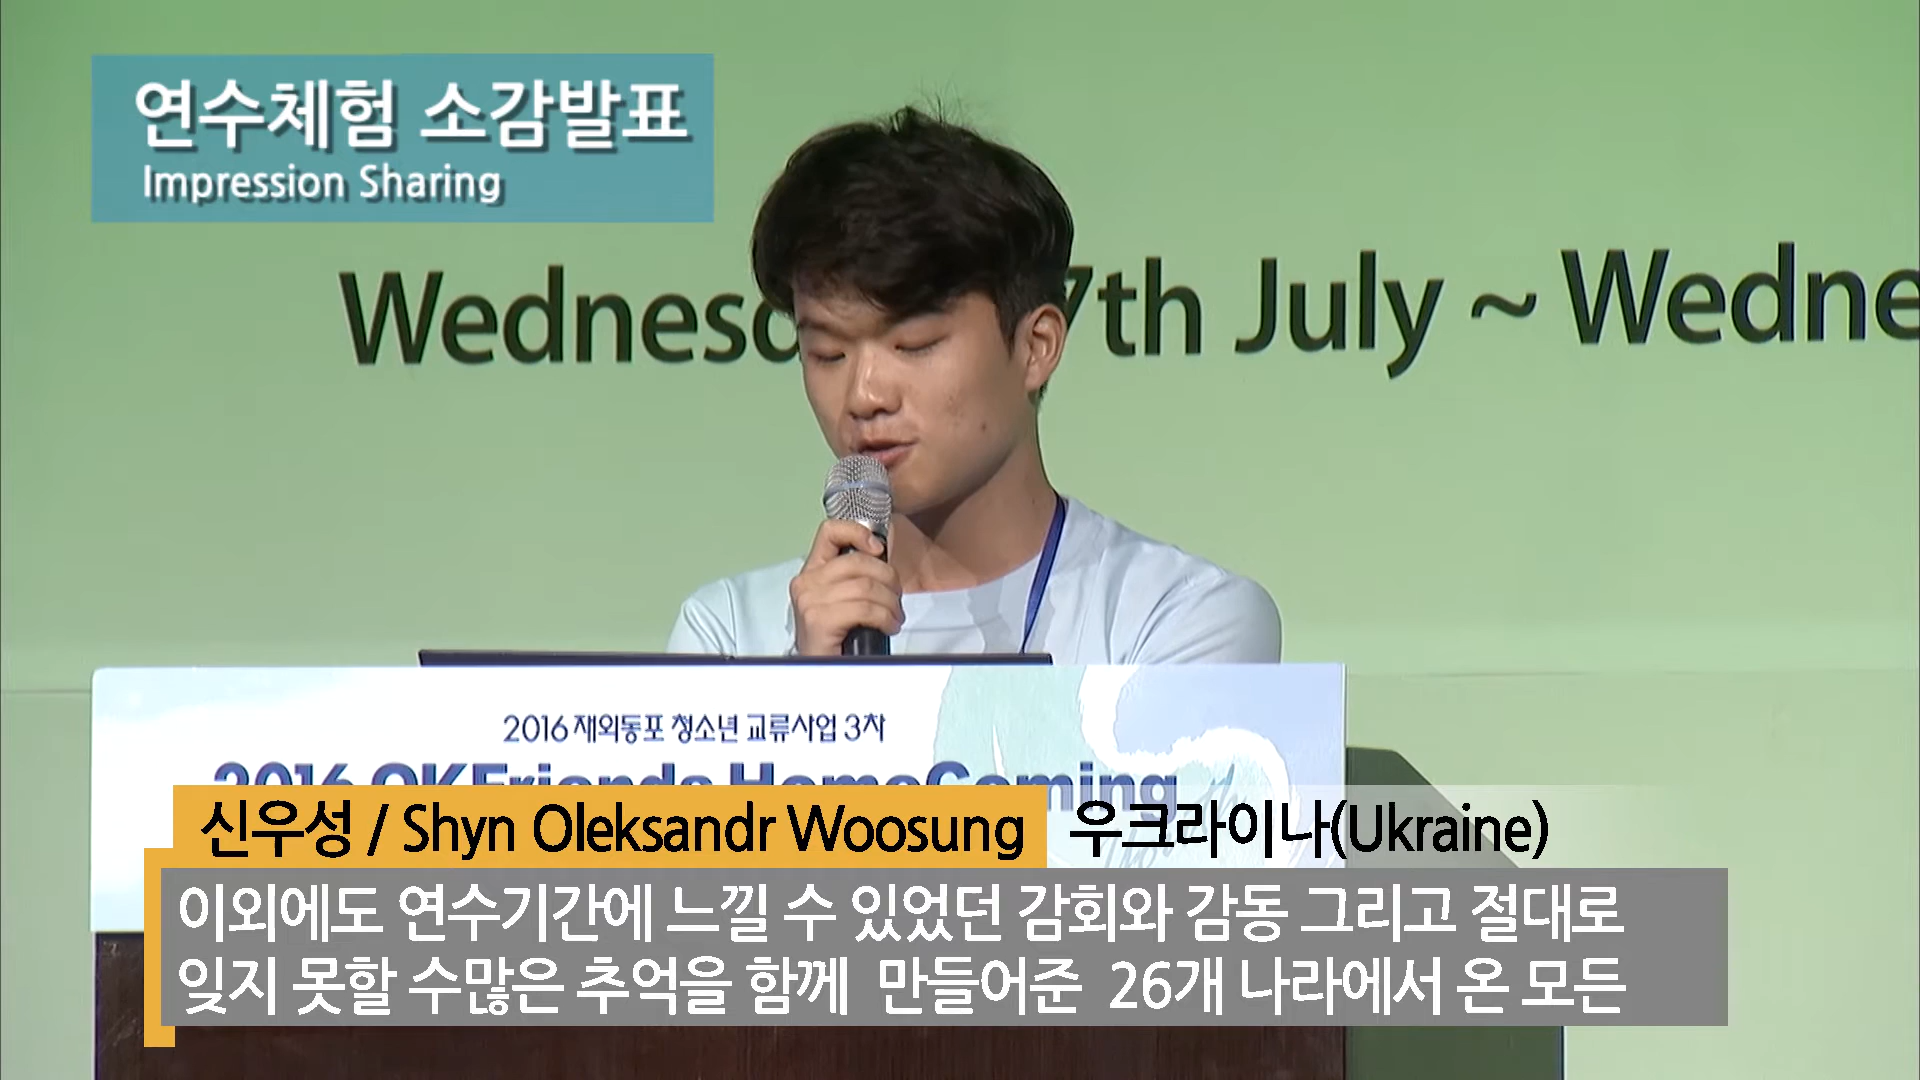 연수체험 소감발표
Impression Sharing
7th July ~
2016 재외동포 청소년 교류사업 3차
2016 OKFriends HomeComing
신우성 / Shyn Oleksandr Woosung 우크라이나(Ukraine)
이외에도 연수기간에 느낄 수 있었던 감회와 감동 그리고 절대로
잊지 못할 수많은 추억을 함께 만들어준 26개 나라에서 온 모든